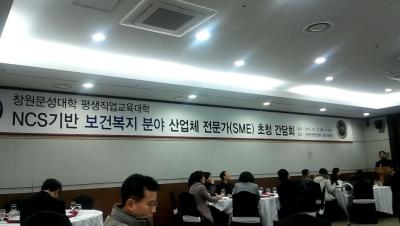 창원문성대학 평생직업교육대학
NCS기반 보건복지 분야 산업체 전문가(SME) 초청 간담회